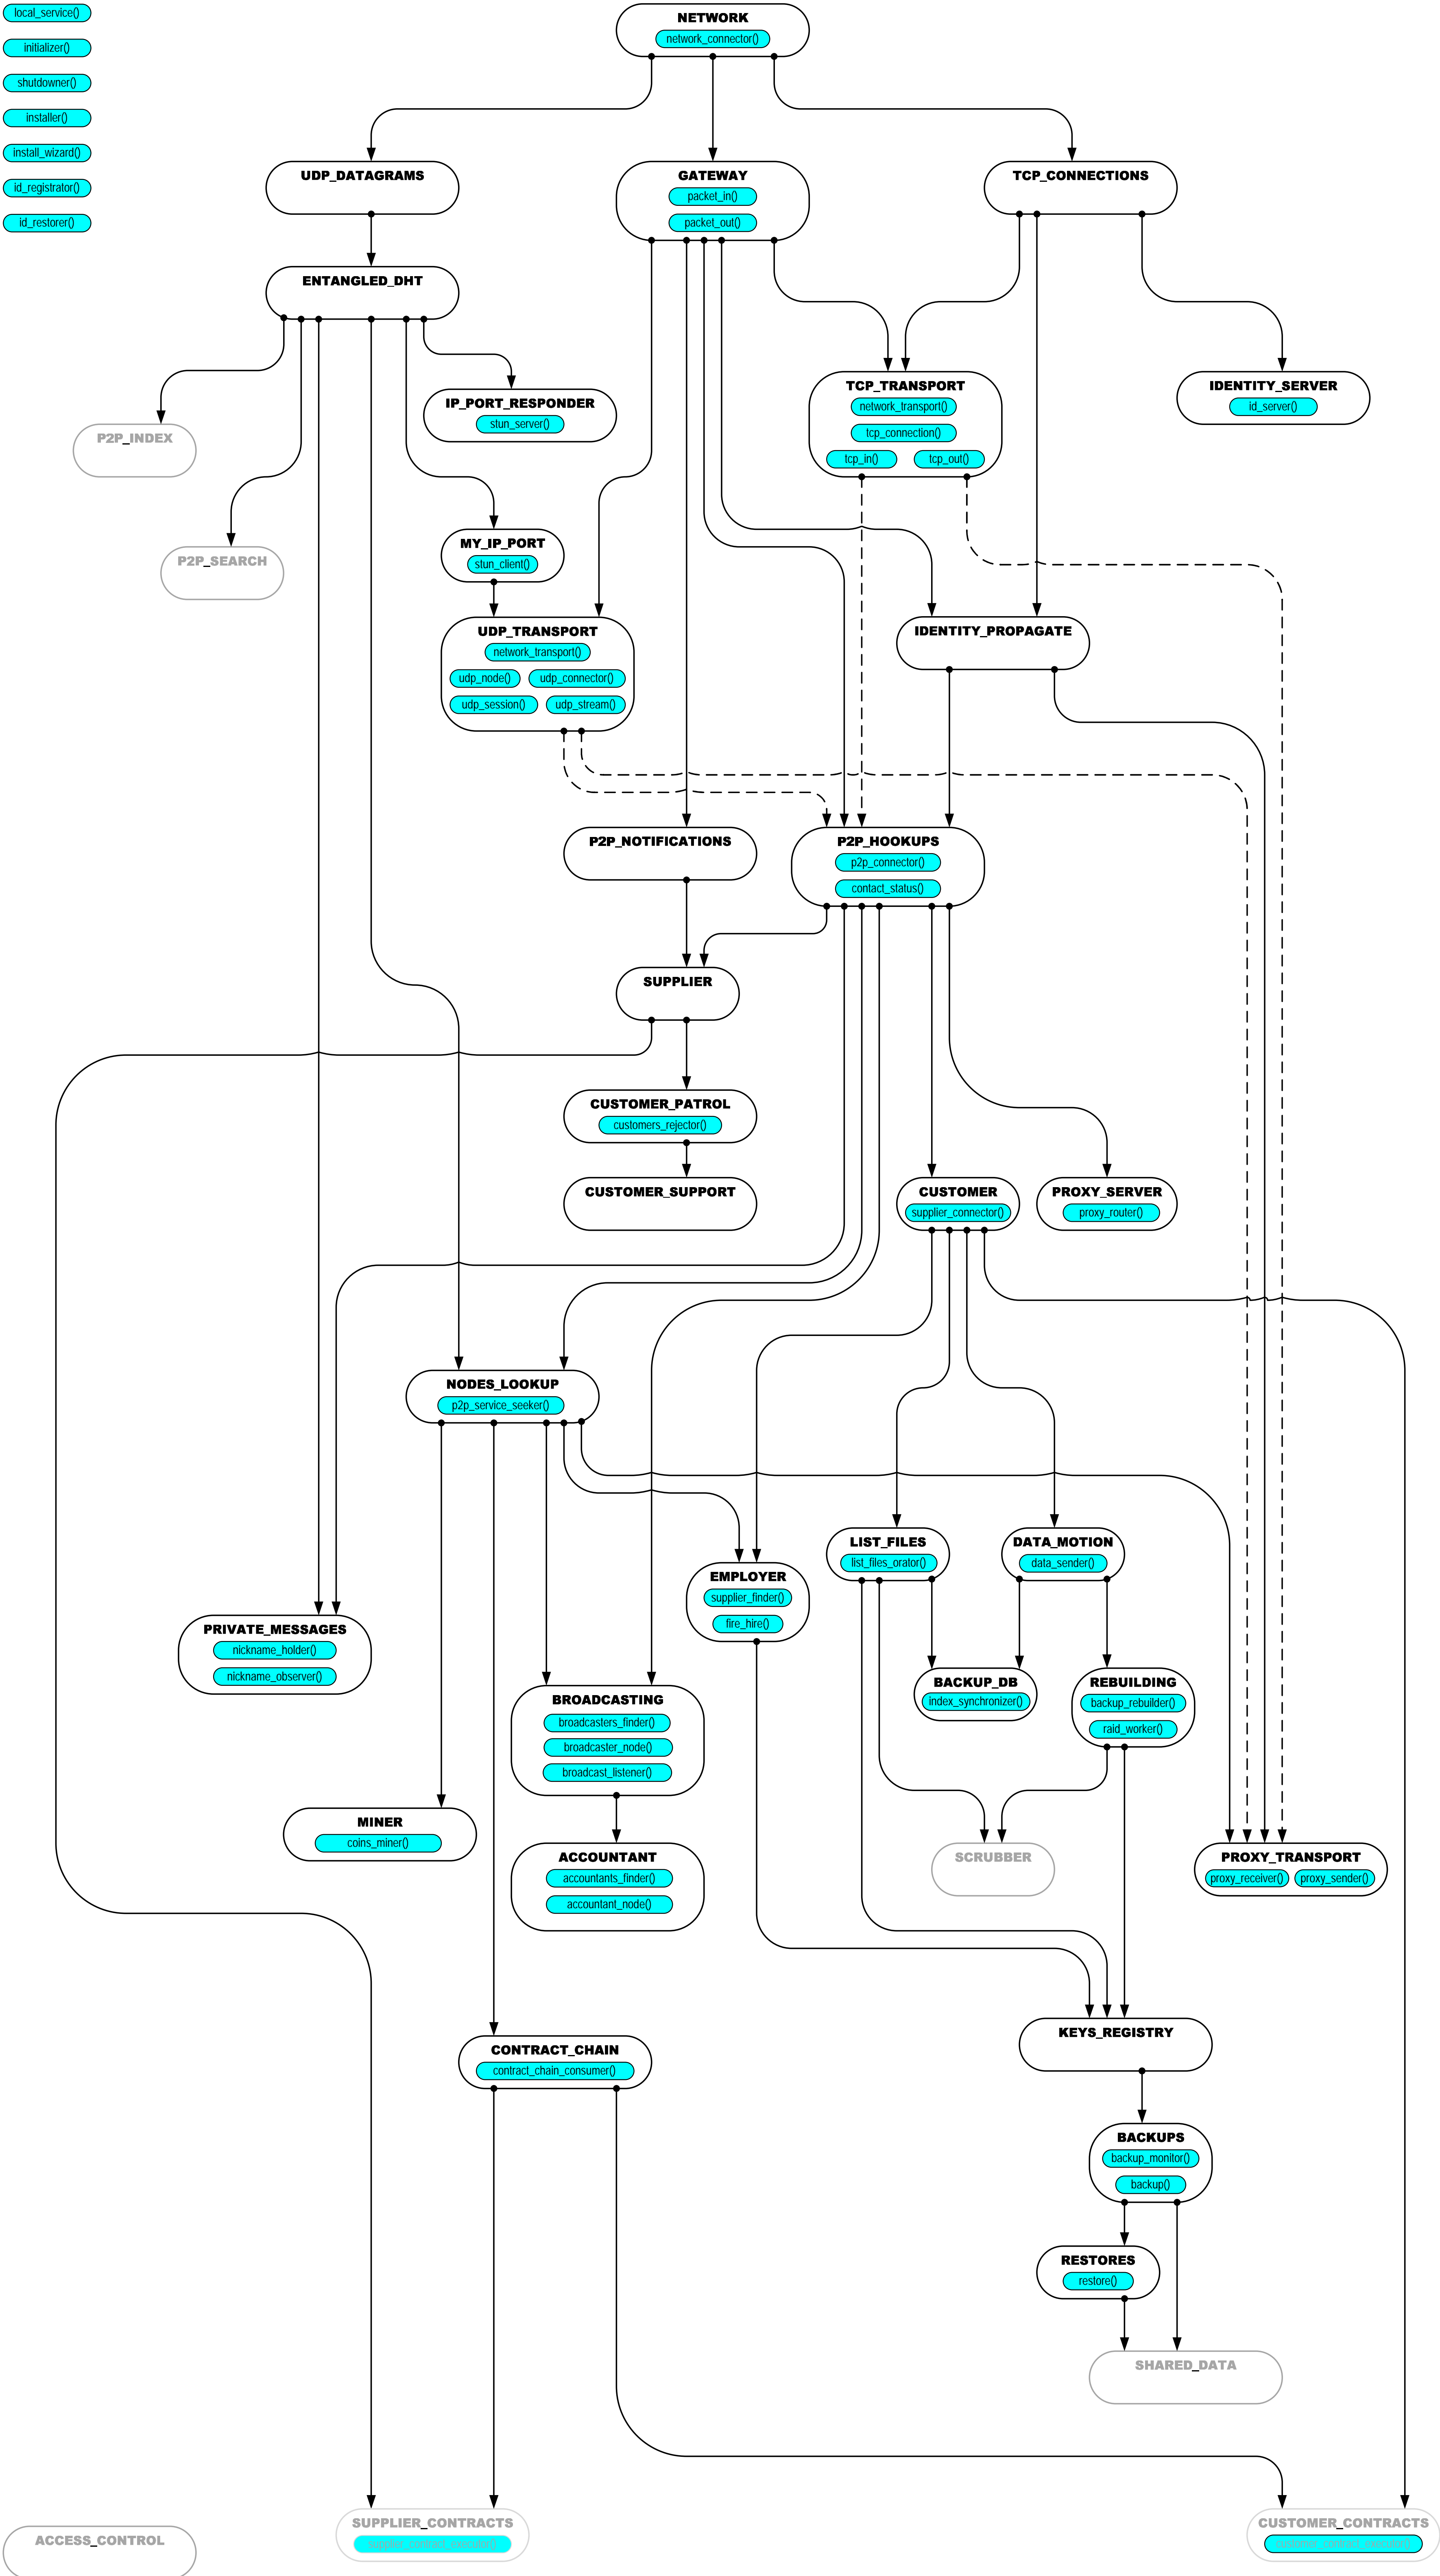 local_service()
initializer()
shutdowner()
installer()
install_wizard()
id_registrator()
id_restorer()
NETWORK
network_connector()
UDP_DATAGRAMS
GATEWAY
packet_in()
packet_out()
TCP_CONNECTIONS
ENTANGLED_DHT
IP_PORT_RESPONDER
stun_server()
TCP_TRANSPORT
network_transport()
tcp_connection()
tcp_in()
tcp_out()
IDENTITY_SERVER
id_server()
P2P_INDEX
P2P_SEARCH
MY_IP_PORT
stun_client()
UDP_TRANSPORT
network_transport()
udp_node()
udp_connector()
udp_session()
udp_stream()
IDENTITY_PROPAGATE
P2P_NOTIFICATIONS
P2P_HOOKUPS
p2p_connector()
contact_status()
SUPPLIER
CUSTOMER_PATROL
customers_rejector()
CUSTOMER_SUPPORT
CUSTOMER
supplier_connector()
PROXY_SERVER
proxy_router()
NODES_LOOKUP
p2p_service_seeker()
LIST_FILES
list_files_orator()
DATA_MOTION
data_sender()
EMPLOYER
supplier_finder()
fire_hire()
PRIVATE_MESSAGES
nickname_holder()
nickname_observer()
BROADCASTING
broadcasters_finder()
broadcaster_node()
broadcast_listener()
BACKUP_DB
index_synchronizer()
REBUILDING
backup_rebuilder()
raid_worker()
MINER
coins_miner()
ACCOUNTANT
accountants_finder()
accountant_node()
SCRUBBER
PROXY_TRANSPORT
proxy_receiver()
proxy_sender()
KEYS_REGISTRY
CONTRACT_CHAIN
contract_chain_consumer()
BACKUPS
backup_monitor()
backup()
RESTORES
restore()
SHARED_DATA
SUPPLIER_CONTRACTS
supplier_contract_executor()
CUSTOMER_CONTRACTS
customer_contract_executor()
ACCESS_CONTROL